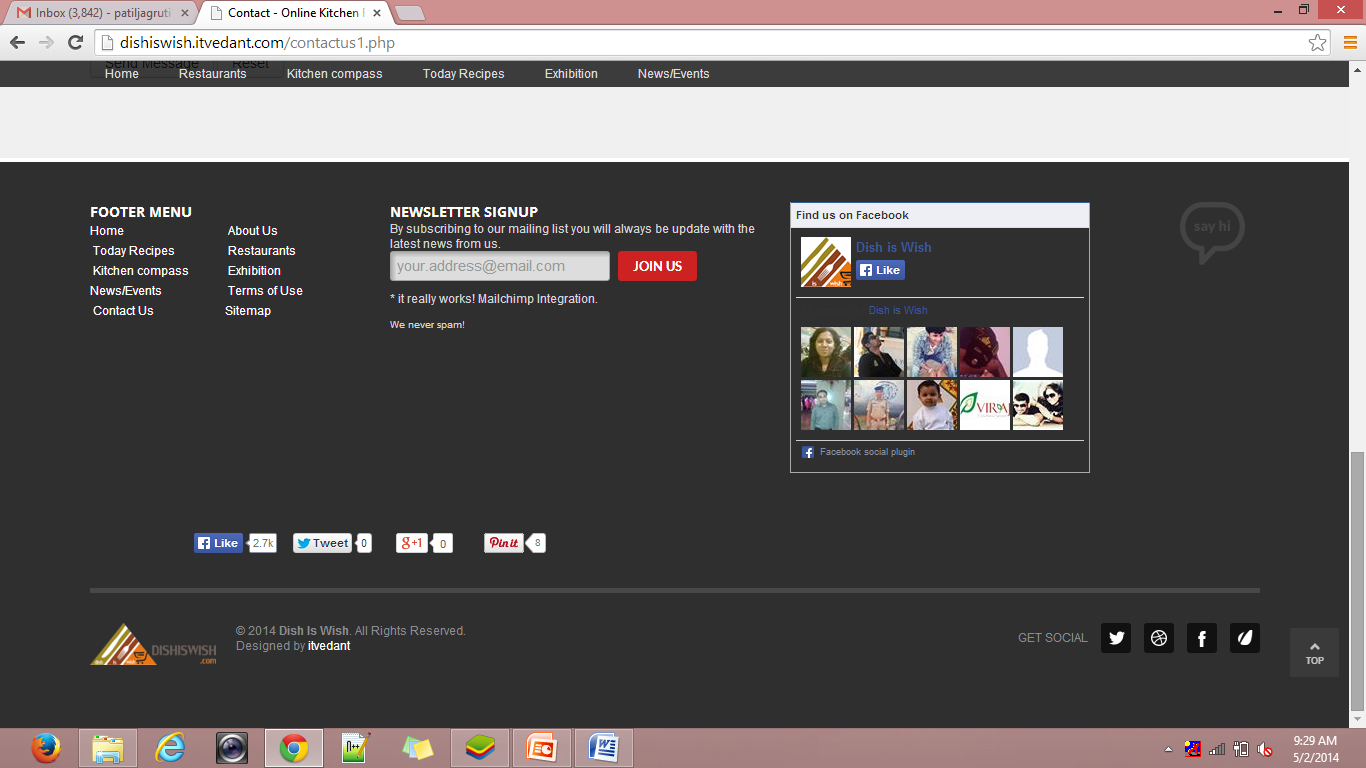 Inbox (3,842) - patiljagruti
Contact - Online Kitchen
dishiswish.itvedant.com/contactus1.php
Send Message Reset
Home Restaurants Kitchen compass Today Recipes Exhibition News/Events
FOOTER MENU
Home About Us
Today Recipes Restaurants
Kitchen compass Exhibition
News/Events Terms of Use
Contact Us Sitemap
NEWSLETTER SIGNUP
By subscribing to our mailing list you will always be update with the
latest news from us.
your.address@email.com JOIN US
* it really works! Mailchimp Integration.
We never spam!
Find us on Facebook
Dish is Wish
Like
Dish is Wish
VIRA
Facebook social plugin
say hi
Like 2.7k Tweet 0 g+1 0 Pin it 8
DISHISWISH
.com
© 2014 Dish Is Wish. All Rights Reserved.
Designed by itvedant
GET SOCIAL
TOP
N++
9:29 AM
5/2/2014